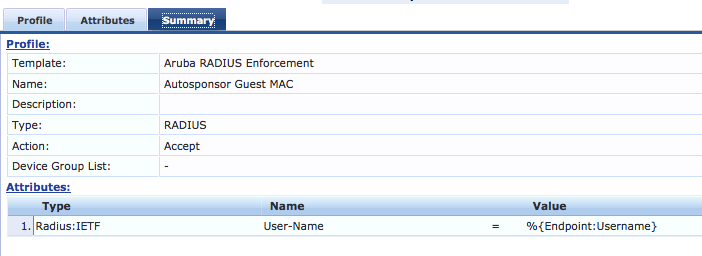 Profile Attributes Summary
Profile:
Template: Aruba RADIUS Enforcement
Name: Autosponsor Guest MAC
Description:
Type: RADIUS
Action: Accept
Device Group List: -
Attributes:
Type Name Value
1. Radius:IETF User-Name = %{Endpoint:Username}